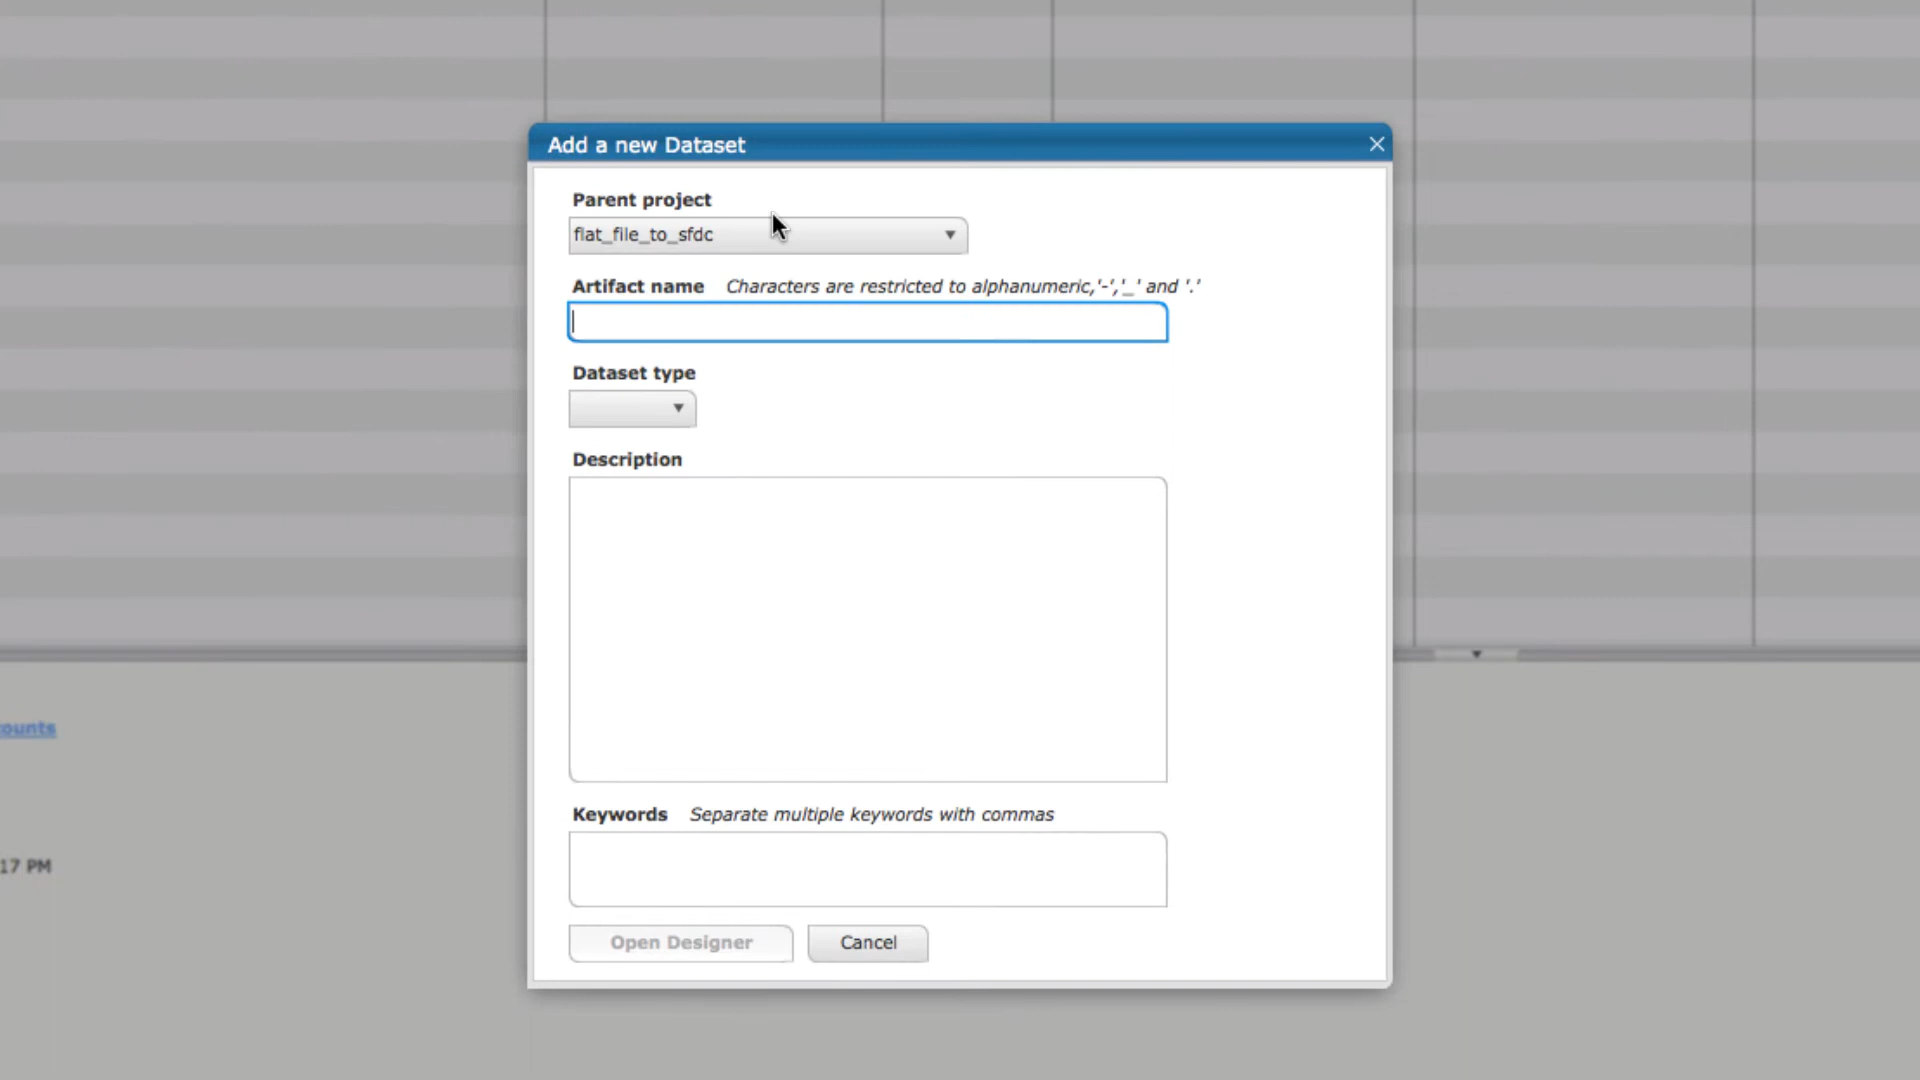 Add a new Dataset
Parent project
flat_file_to_sfdc
Artifact name Characters are restricted to alphanumeric,'-','_' and '.'
Dataset type
Description
ounts
Keywords Separate multiple keywords with commas
17 PM
Open Designer Cancel